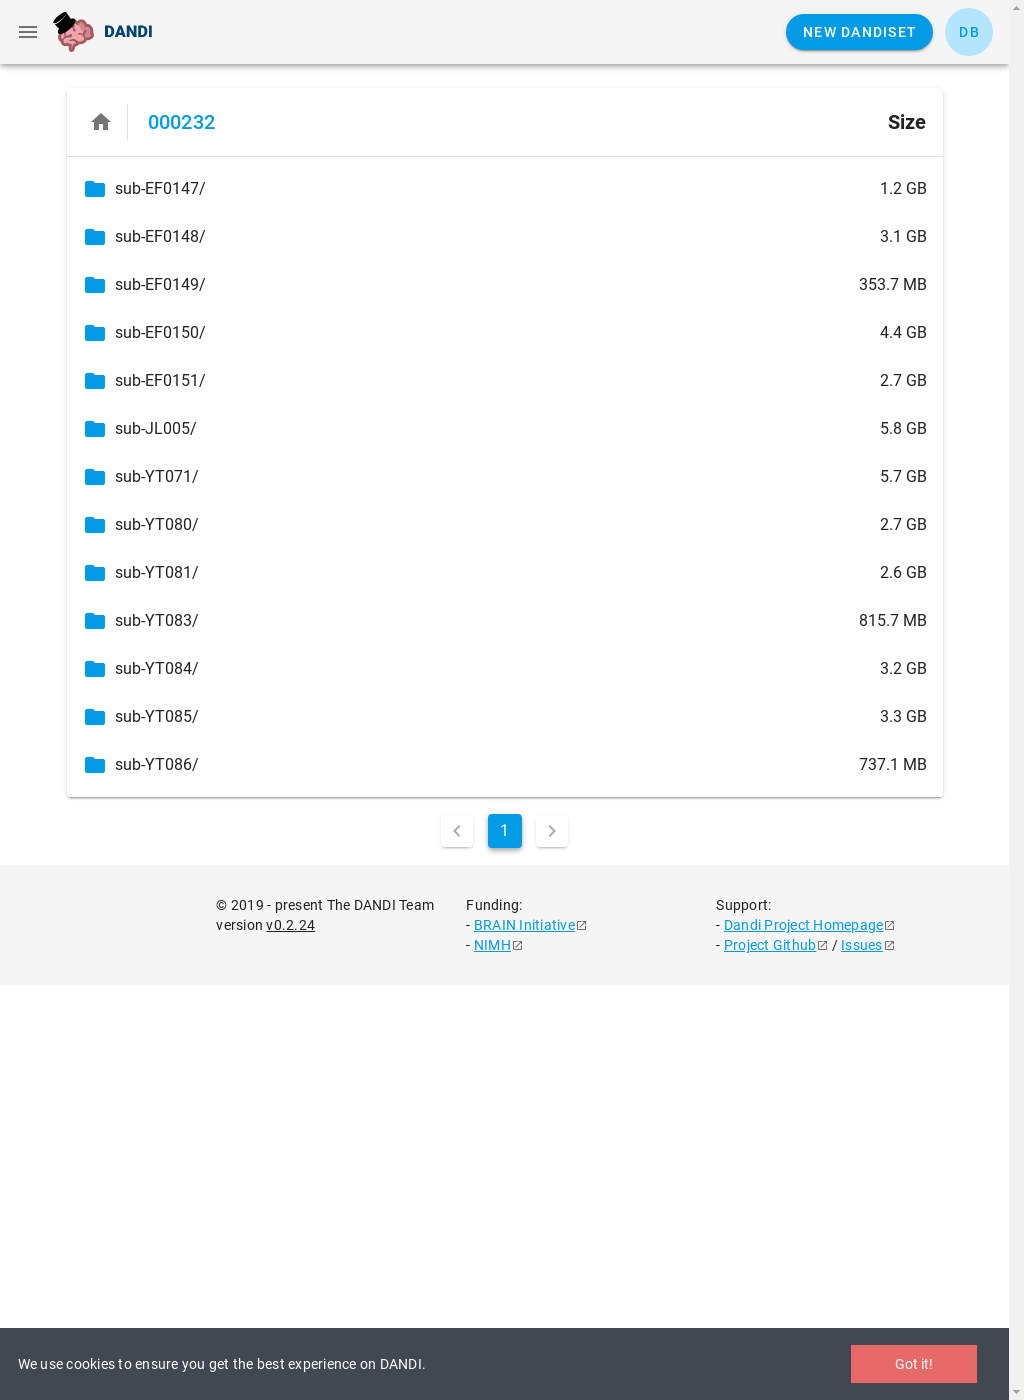 DANDI
NEW DANDISET
DB
000232
Size
sub-EF0147/ 1.2 GB
sub-EF0148/ 3.1 GB
sub-EF0149/ 353.7 MB
sub-EF0150/ 4.4 GB
sub-EF0151/ 2.7 GB
sub-JL005/ 5.8 GB
sub-YT071/ 5.7 GB
sub-YT080/ 2.7 GB
sub-YT081/ 2.6 GB
sub-YT083/ 815.7 MB
sub-YT084/ 3.2 GB
sub-YT085/ 3.3 GB
sub-YT086/ 737.1 MB
1
© 2019 - present The DANDI Team
version v0.2.24
Funding:
- BRAIN Initiative
- NIMH
Support:
- Dandi Project Homepage
- Project Github / Issues
We use cookies to ensure you get the best experience on DANDI.
Got it!